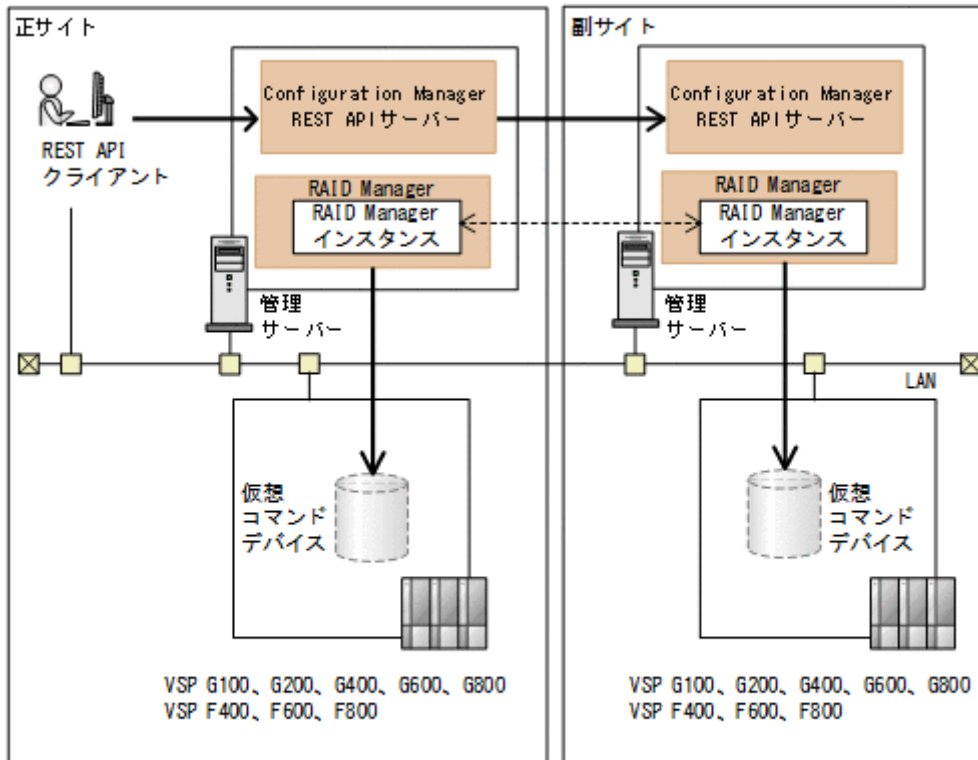 正サイト
REST API
クライアント
Configuration Manager
REST APIサーバー
RAID Manager
RAID Manager
インスタンス
管理
サーバー
仮想
コマンド
デバイス
VSP G100、G200、G400、G600、G800
VSP F400、F600、F800
副サイト
Configuration Manager
REST APIサーバー
RAID Manager
RAID Manager
インスタンス
管理
サーバー
LAN
仮想
コマンド
デバイス
VSP G100、G200、G400、G600、G800
VSP F400、F600、F800